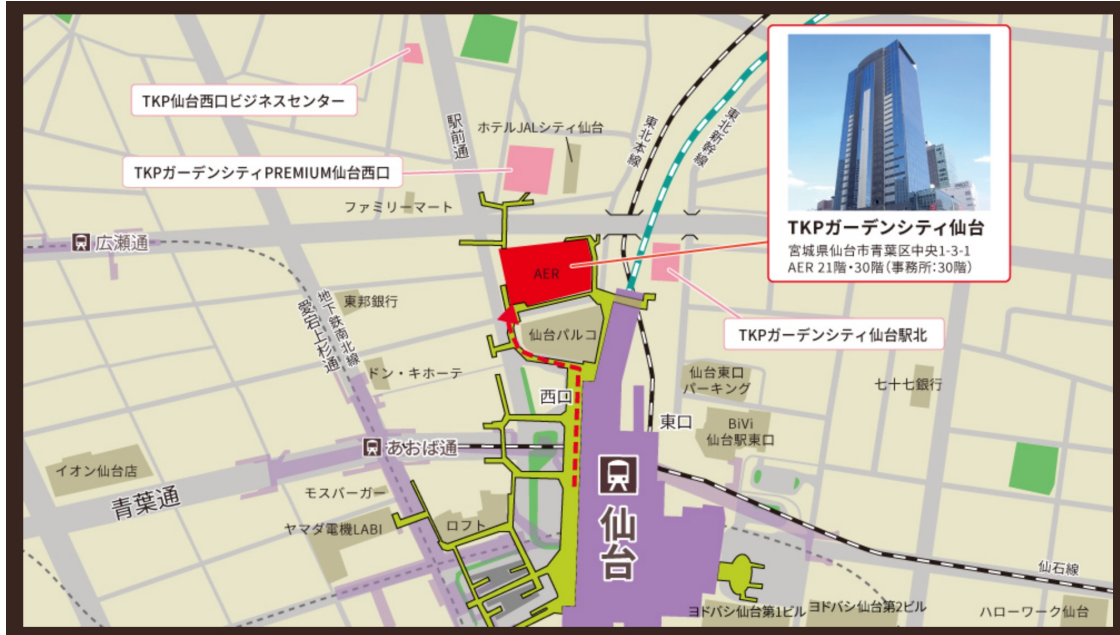 TKP仙台西口ビジネスセンター
駅前通
ホテルJALシティ仙台
東北本線
東北新幹線
TKPガーデンシティPREMIUM仙台西口
ファミリーマート
広瀬通
TKPガーデンシティ仙台
宮城県仙台市青葉区中央1-3-1
AER 21階・30階(事務所:30階)
AER
地下鉄南北線
愛宕上杉通
東邦銀行
仙台パルコ
TKPガーデンシティ仙台駅北
ドン・キホーテ
西口
東口
仙台東口
パーキング
七十七銀行
BiVi
仙台駅東口
あおば通
イオン仙台店
青葉通
モスバーガー
ヤマダ電機LABI
ロフト
仙台
仙石線
ヨドバシ仙台第1ビル
ヨドバシ仙台第2ビル
ハローワーク仙台